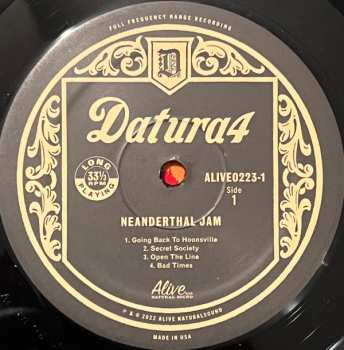 FULL FREQUENCY RANGE RECORDING
D
Datura4
LONG
33⅓
RPM
PLAYING
ALIVE0223-1
Side
1
NEANDERTHAL JAM
1. Going Back To Hoonsville
2. Secret Society
3. Open The Line
4. Bad Times
Alive
NATURAL SOUND
℗ & © 2022 ALIVE NATURALSOUND
MADE IN USA